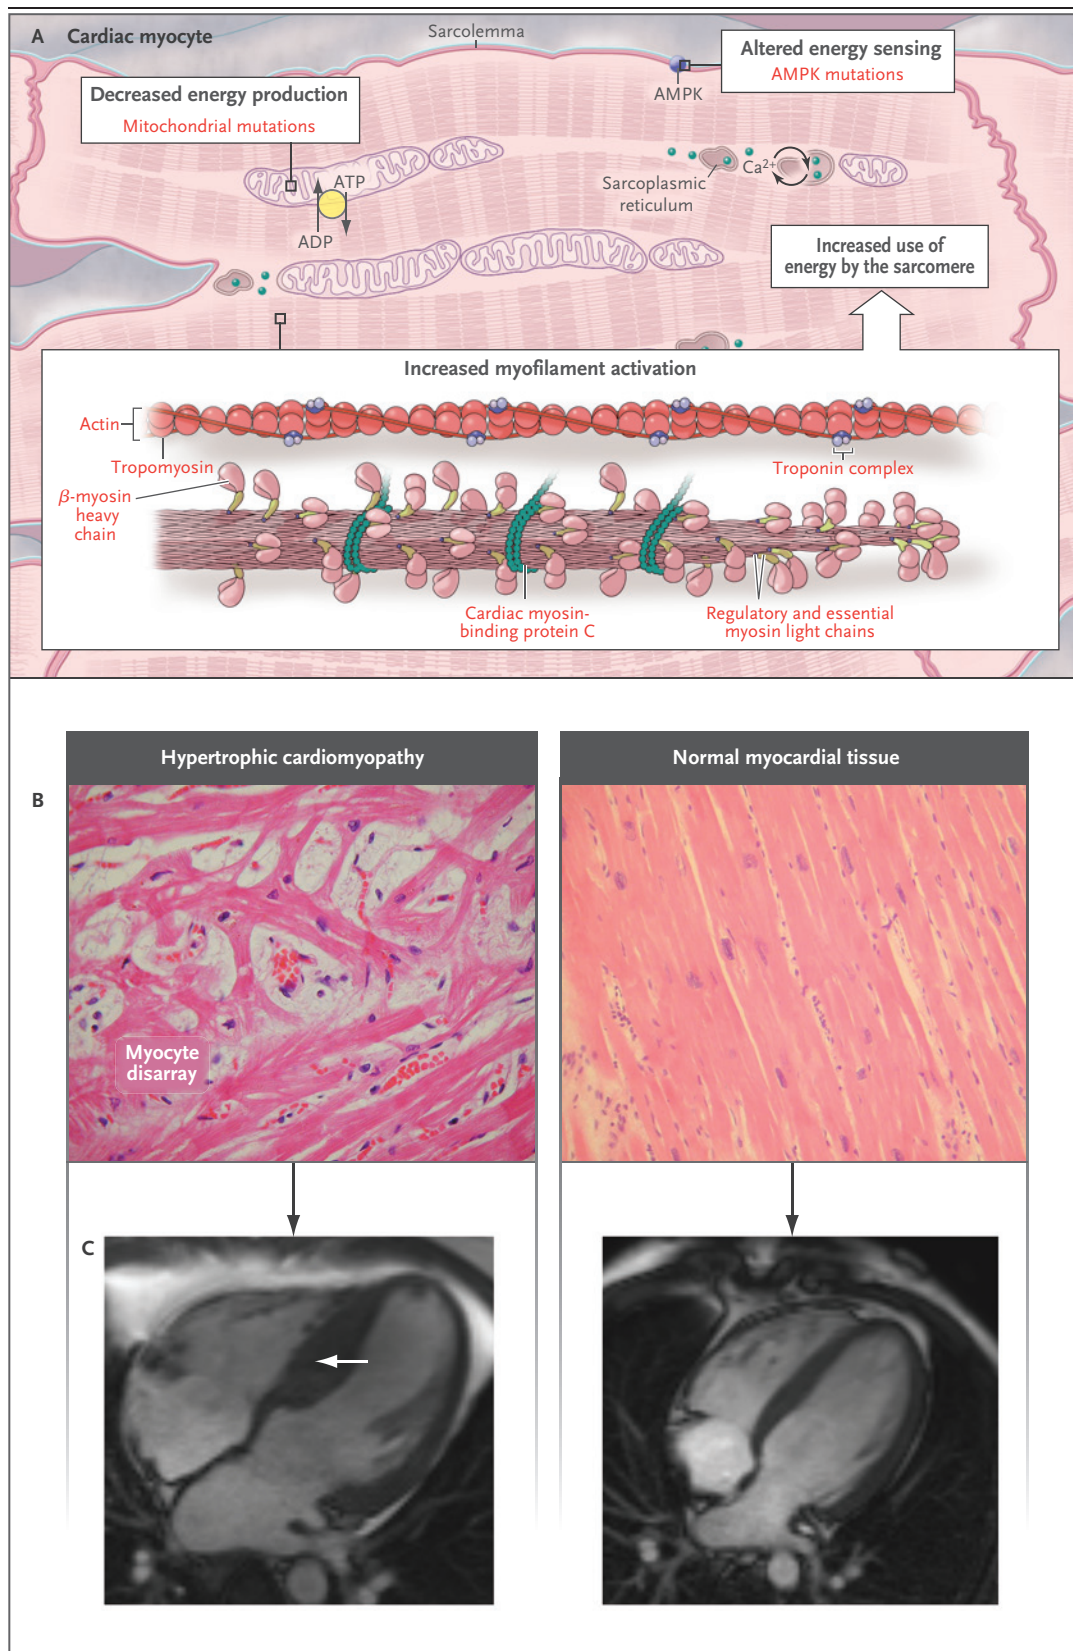 A Cardiac myocyte
Sarcolemma
Altered energy sensing
AMPK mutations
AMPK
Decreased energy production
Mitochondrial mutations
ATP
ADP
Ca2+
Sarcoplasmic
reticulum
Increased use of
energy by the sarcomere
Increased myofilament activation
Actin
Tropomyosin
Troponin complex
β-myosin
heavy
chain
Cardiac myosin-
binding protein C
Regulatory and essential
myosin light chains
Hypertrophic cardiomyopathy
Normal myocardial tissue
B
Myocyte
disarray
C